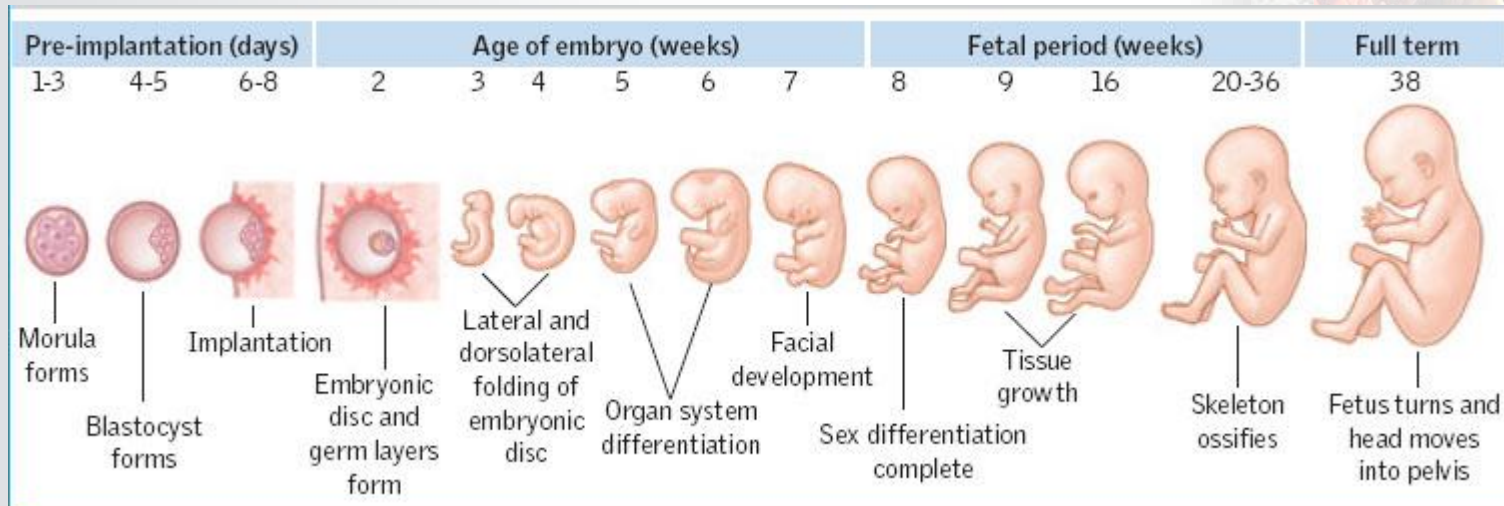 Pre-implantation (days)
Age of embryo (weeks)
Fetal period (weeks)
Full term
1-3 4-5 6-8 2 3 4 5 6 7 8 9 16 20-36 38
Morula
forms
Blastocyst
forms
Implantation
Embryonic
disc and
germ layers
form
Lateral and
dorsolateral
folding of
embryonic
disc
Organ system
differentiation
Facial
development
Sex differentiation
complete
Tissue
growth
Skeleton
ossifies
Fetus turns and
head moves
into pelvis